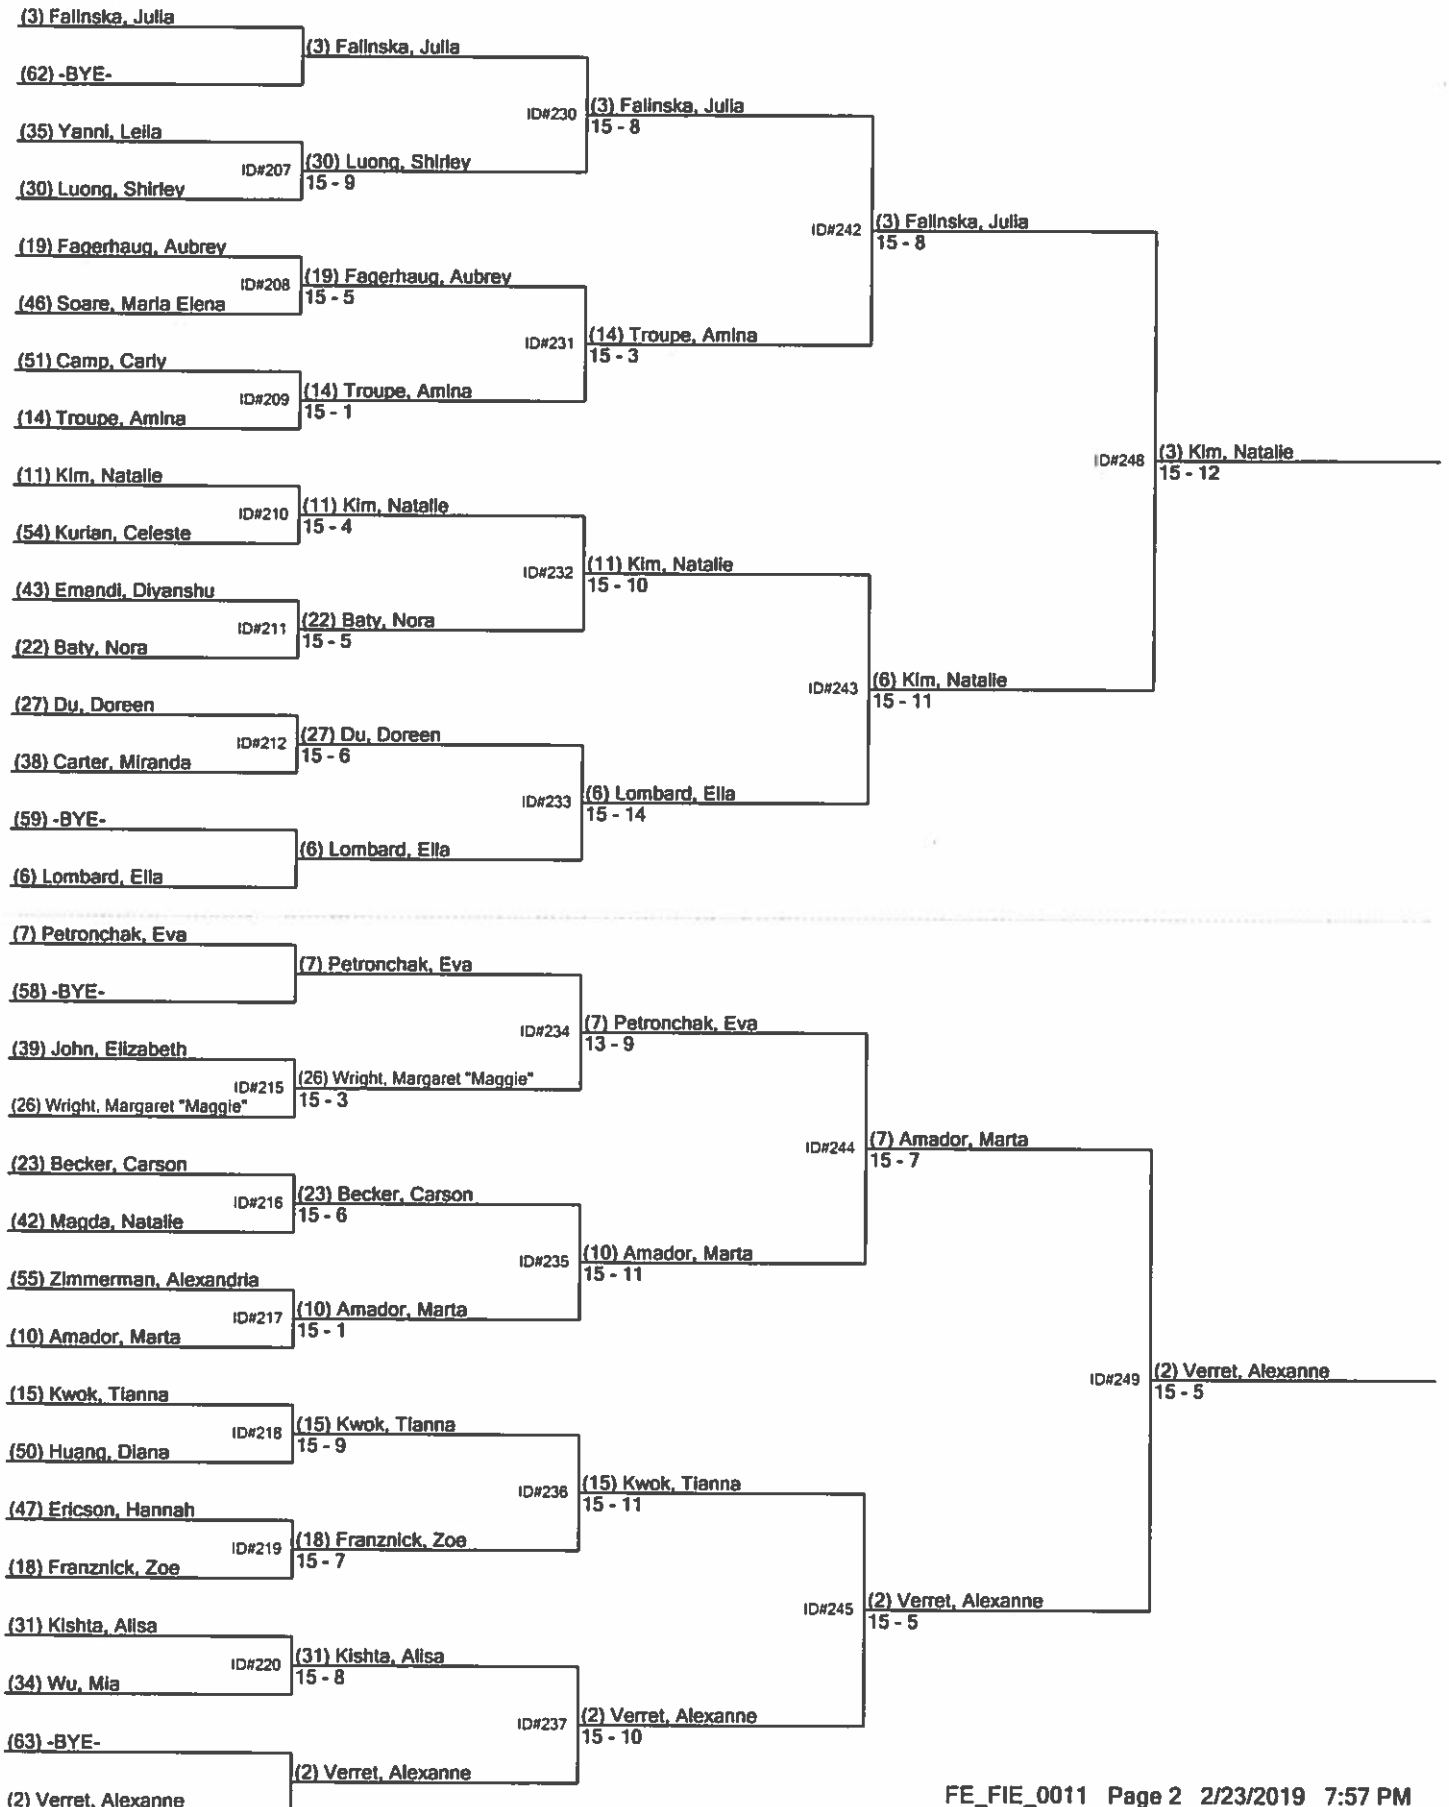 (3) Falinska, Julia
(3) Falinska, Julia
(62) -BYE-
ID#230
(3) Falinska, Julia
15 - 8
(35) Yanni, Leila
ID#207
(30) Luong, Shirley
15 - 9
(30) Luong, Shirley
ID#242
(3) Falinska, Julia
15 - 8
(19) Fagerhaug, Aubrey
ID#208
(19) Fagerhaug, Aubrey
15 - 5
(46) Soare, Maria Elena
ID#231
(14) Troupe, Amina
15 - 3
(51) Camp, Carly
ID#209
(14) Troupe, Amina
15 - 1
(14) Troupe, Amina
ID#248
(3) Kim, Natalie
15 - 12
(11) Kim, Natalie
ID#210
(11) Kim, Natalie
15 - 4
(54) Kurian, Celeste
ID#232
(11) Kim, Natalie
15 - 10
(43) Emandi, Divanshu
ID#211
(22) Baty, Nora
15 - 5
(22) Baty, Nora
ID#243
(6) Kim, Natalie
15 - 11
(27) Du, Doreen
ID#212
(27) Du, Doreen
15 - 6
(38) Carter, Miranda
ID#233
(6) Lombard, Ella
15 - 14
(59) -BYE-
(6) Lombard, Ella
(6) Lombard, Ella
(7) Petronchak, Eva
(7) Petronchak, Eva
(58) -BYE-
ID#234
(7) Petronchak, Eva
13 - 9
(39) John, Elizabeth
ID#215
(26) Wright, Margaret "Maggie"
15 - 3
(26) Wright, Margaret "Maggie"
ID#244
(7) Amador, Marta
15 - 7
(23) Becker, Carson
ID#216
(23) Becker, Carson
15 - 6
(42) Magda, Natalie
ID#235
(10) Amador, Marta
15 - 11
(55) Zimmerman, Alexandria
ID#217
(10) Amador, Marta
15 - 1
(10) Amador, Marta
ID#249
(2) Verret, Alexanne
15 - 5
(15) Kwok, Tianna
ID#218
(15) Kwok, Tianna
15 - 9
(50) Huang, Diana
ID#236
(15) Kwok, Tianna
15 - 11
(47) Ericson, Hannah
ID#219
(18) Franznick, Zoe
15 - 7
(18) Franznick, Zoe
ID#245
(2) Verret, Alexanne
15 - 5
(31) Kishta, Alisa
ID#220
(31) Kishta, Alisa
15 - 8
(34) Wu, Mia
ID#237
(2) Verret, Alexanne
15 - 10
(63) -BYE-
(2) Verret, Alexanne
(2) Verret, Alexanne
FE_FIE_0011 Page 2 2/23/2019 7:57 PM